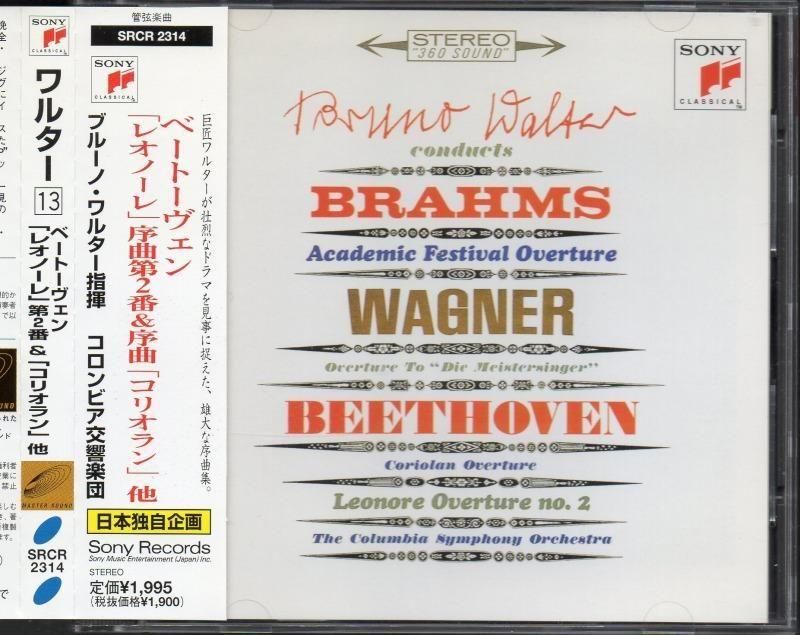 SONY
CLASSICAL
ワルター
13
ベートーヴェン
「レオノーレ」第2番&「コリオラン」他
MASTER SOUND
SRCR
2314
管弦楽曲
SRCR 2314
SONY
CLASSICAL
巨匠ワルターが壮烈なドラマを見事に捉えた、雄大な序曲集。
ベートーヴェン
「レオノーレ」序曲第2番&序曲「コリオラン」他
ブルーノ・ワルター指揮 コロンビア交響楽団
日本独自企画
Sony Records
Sony Music Entertainment (Japan) Inc.
STEREO
定価¥1,995
(税抜価格¥1,900)
STEREO
"360 SOUND"
SONY
CLASSICAL
Bruno Walter
conducts
BRAHMS
Academic Festival Overture
WAGNER
Overture To "Die Meistersinger"
BEETHOVEN
Coriolan Overture
Leonore Overture no. 2
The Columbia Symphony Orchestra